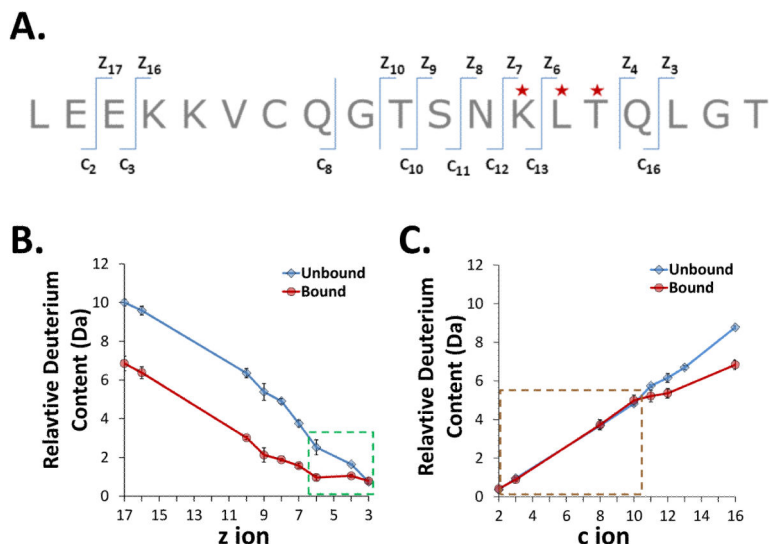 A.
Z17 Z16 Z10 Z9 Z8 Z7 Z6 Z4 Z3
L E E K K V C Q G T S N K L T Q L G T
C2 C3 C8 C10 C11 C12 C13 C16
B.
Relavtive Deuterium
Content (Da)
12
10
8
6
4
2
0
Unbound
Bound
17 15 13 11 9 7 5 3
z ion
C.
Relavtive Deuterium
Content (Da)
12
10
8
6
4
2
0
Unbound
Bound
2 4 6 8 10 12 14 16
c ion